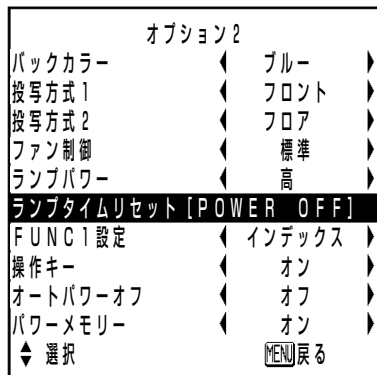 オプション2
バックカラー ブルー
投写方式1 フロント
投写方式2 フロア
ファン制御 標準
ランプパワー 高
ランプタイムリセット[POWER OFF]
FUNC1設定 インデックス
操作キー オン
オートパワーオフ オフ
パワーメモリー オン
選択 MENU戻る